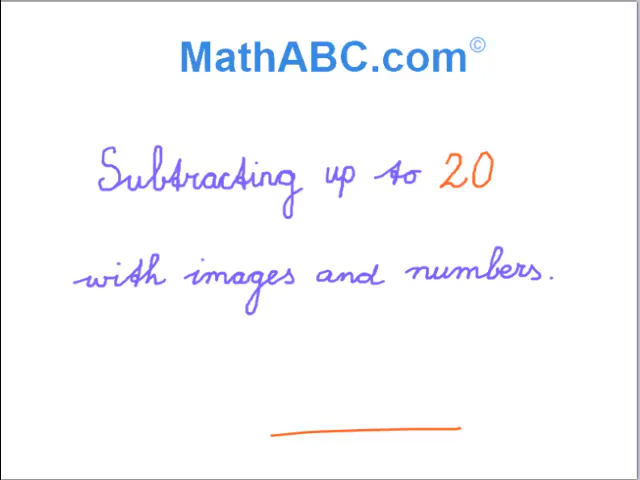 MathABC.com©
Subtracting up to 20
with images and numbers.